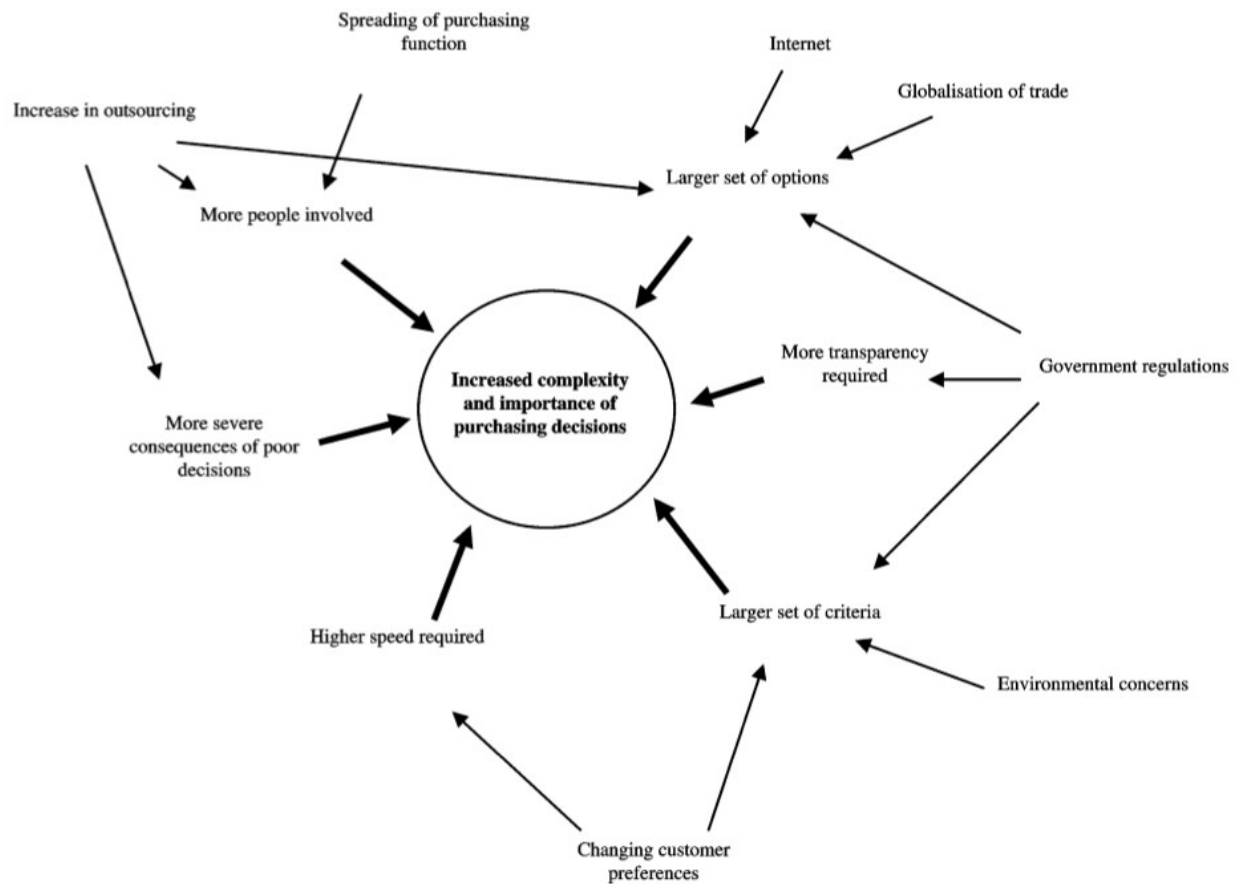 Spreading of purchasing
function
Internet
Globalisation of trade
Increase in outsourcing
Larger set of options
More people involved
More transparency
required
Government regulations
Increased complexity
and importance of
purchasing decisions
More severe
consequences of poor
decisions
Larger set of criteria
Higher speed required
Environmental concerns
Changing customer
preferences